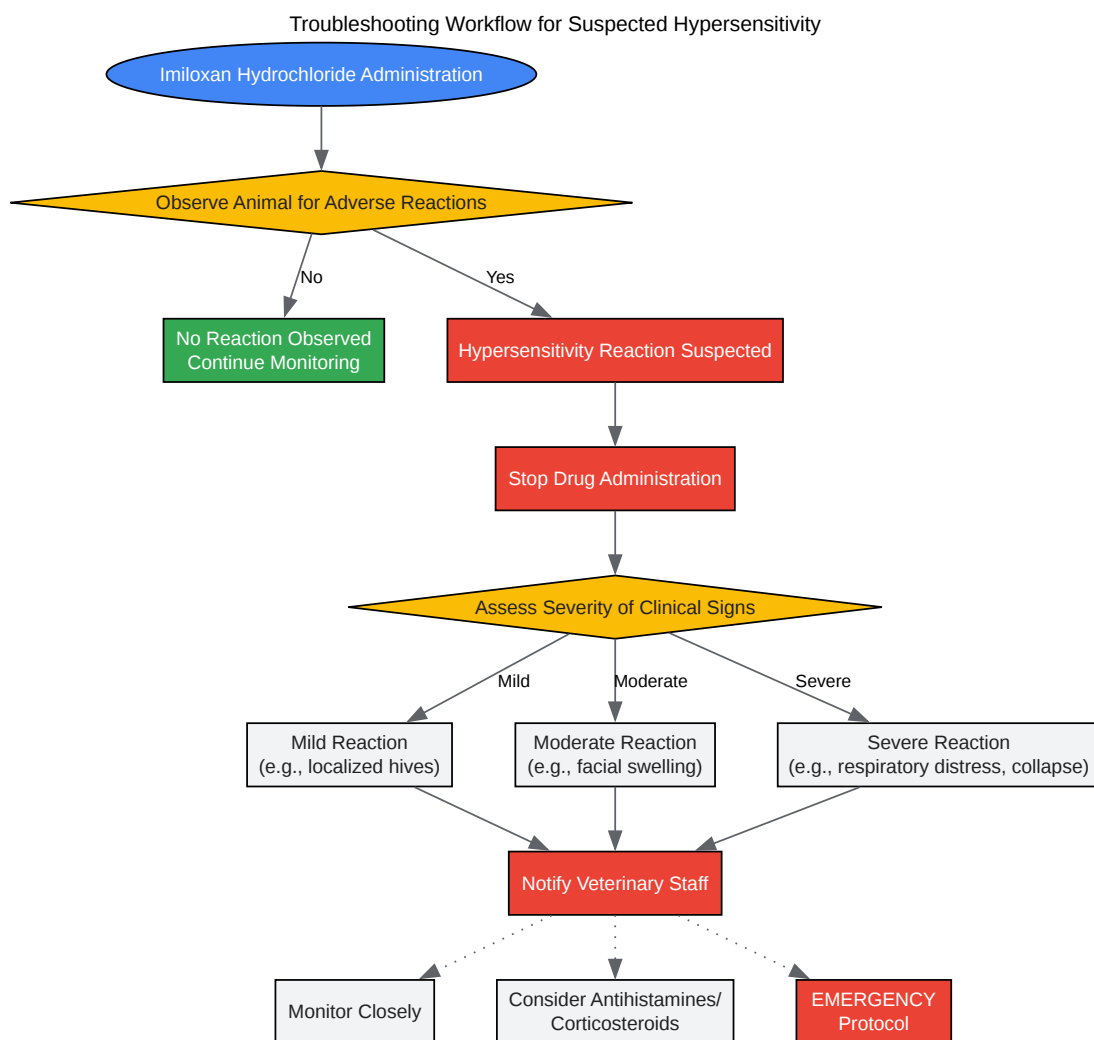 Troubleshooting Workflow for Suspected Hypersensitivity
Imiloxan Hydrochloride Administration
Observe Animal for Adverse Reactions
No
Yes
No Reaction Observed
Continue Monitoring
Hypersensitivity Reaction Suspected
Stop Drug Administration
Assess Severity of Clinical Signs
Mild
Moderate
Severe
Mild Reaction
(e.g., localized hives)
Moderate Reaction
(e.g., facial swelling)
Severe Reaction
(e.g., respiratory distress, collapse)
Notify Veterinary Staff
Monitor Closely
Consider Antihistamines/
Corticosteroids
EMERGENCY
Protocol